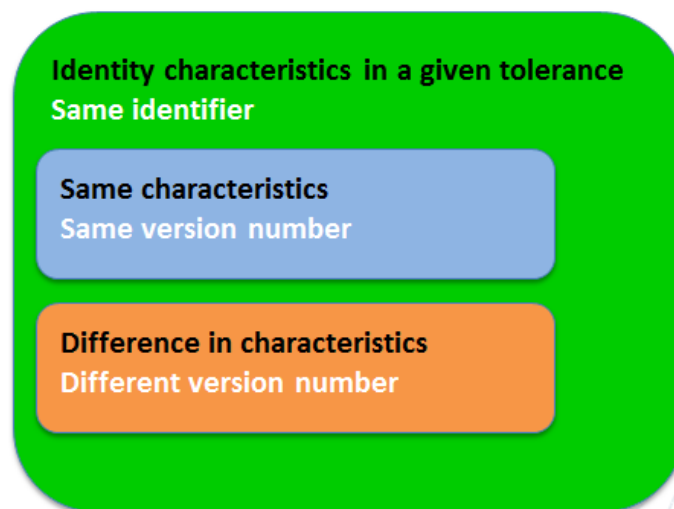 Identity characteristics in a given tolerance
Same identifier
Same characteristics
Same version number
Difference in characteristics
Different version number